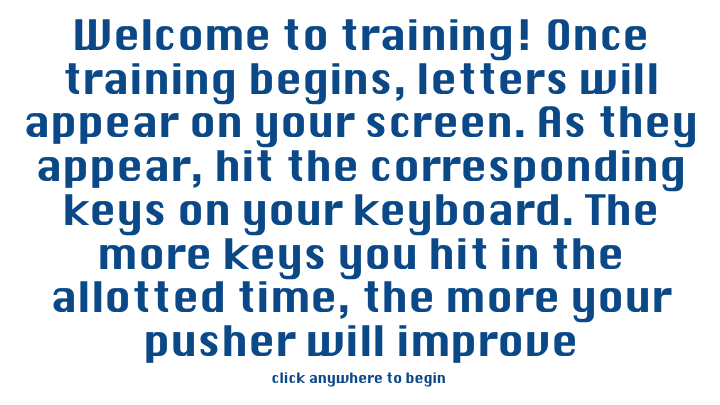 Welcome to training! Once
training begins, letters will
appear on your screen. As they
appear, hit the corresponding
keys on your keyboard. The
more keys you hit in the
allotted time, the more your
pusher will improve
click anywhere to begin